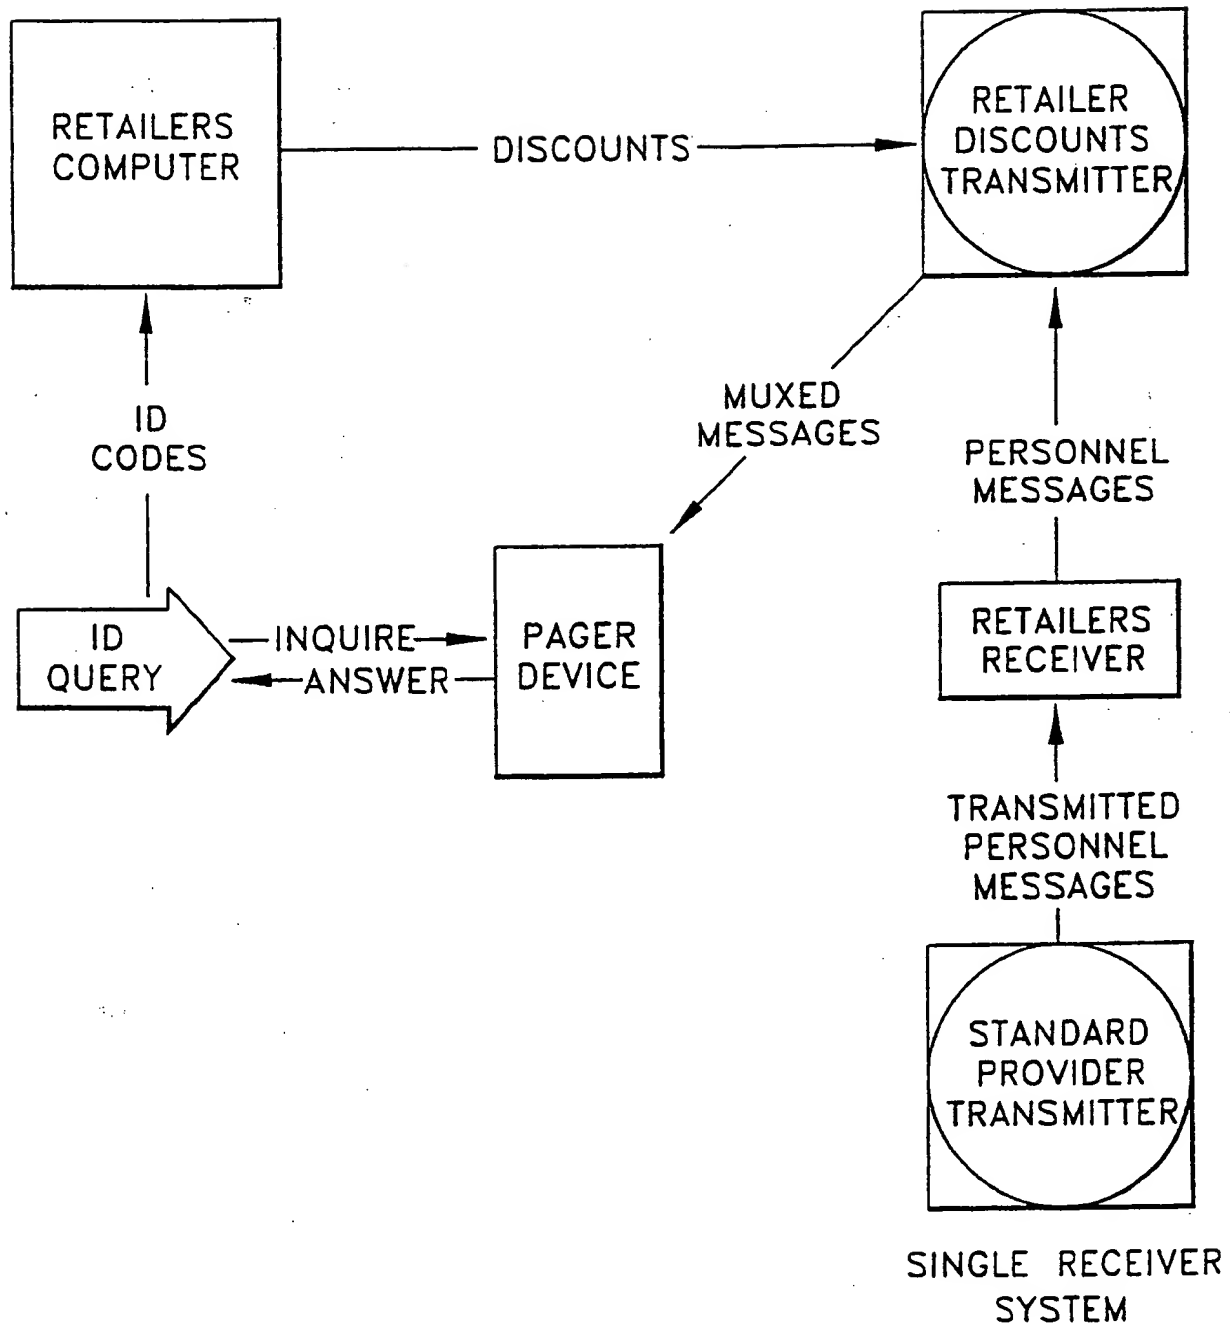 RETAILERS
COMPUTER
DISCOUNTS
RETAILER
DISCOUNTS
TRANSMITTER
ID
CODES
MUXED
MESSAGES
PERSONNEL
MESSAGES
ID
QUERY
INQUIRE
ANSWER
PAGER
DEVICE
RETAILERS
RECEIVER
TRANSMITTED
PERSONNEL
MESSAGES
STANDARD
PROVIDER
TRANSMITTER
SINGLE RECEIVER
SYSTEM